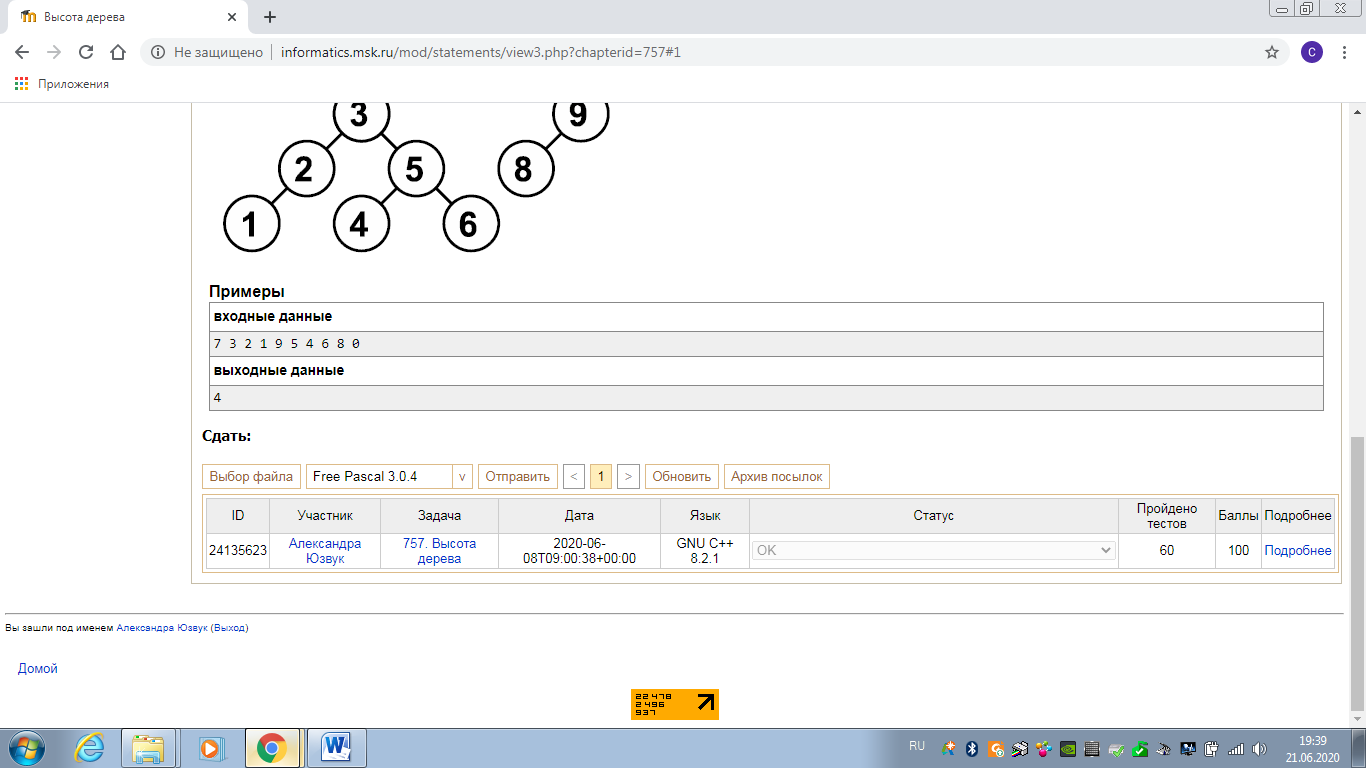 Высота дерева
Не защищено informatics.msk.ru/mod/statements/view3.php?chapterid=757#1
С
Приложения
3 9
2 5 8
1 4 6
Примеры
входные данные
7 3 2 1 9 5 4 6 8 0
выходные данные
4
Сдать:
Выбор файла Free Pascal 3.0.4 v Отправить < 1 > Обновить Архив посылок
ID Участник Задача Дата Язык Статус Пройдено тестов Баллы Подробнее
24135623 Александра Юзвук 757. Высота дерева 2020-06-08T09:00:38+00:00 GNU C++ 8.2.1 OK 60 100 Подробнее
Вы зашли под именем Александра Юзвук (Выход)
Домой
22 478
2 496
937
RU 19:39
21.06.2020